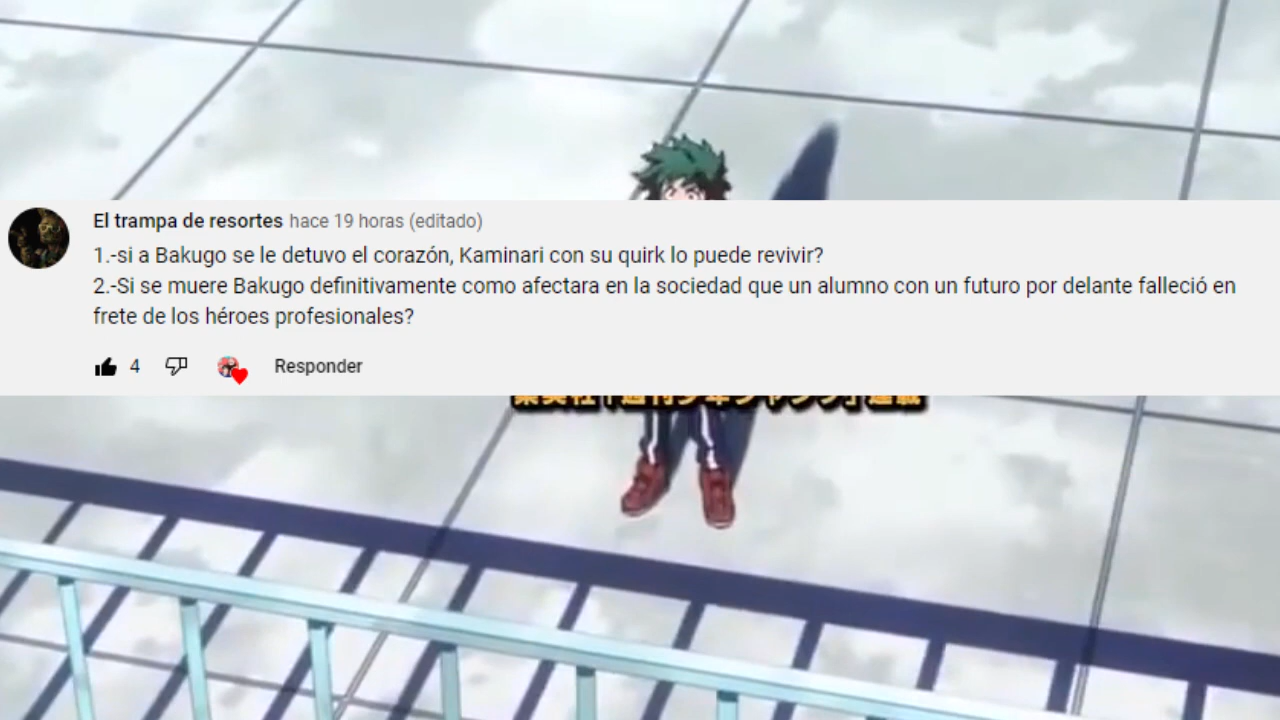 El trampa de resortes hace 19 horas (editado)
1.-si a Bakugo se le detuvo el corazón, Kaminari con su quirk lo puede revivir?
2.-Si se muere Bakugo definitivamente como afectara en la sociedad que un alumno con un futuro por delante falleció en
frete de los héroes profesionales?
4 Responder